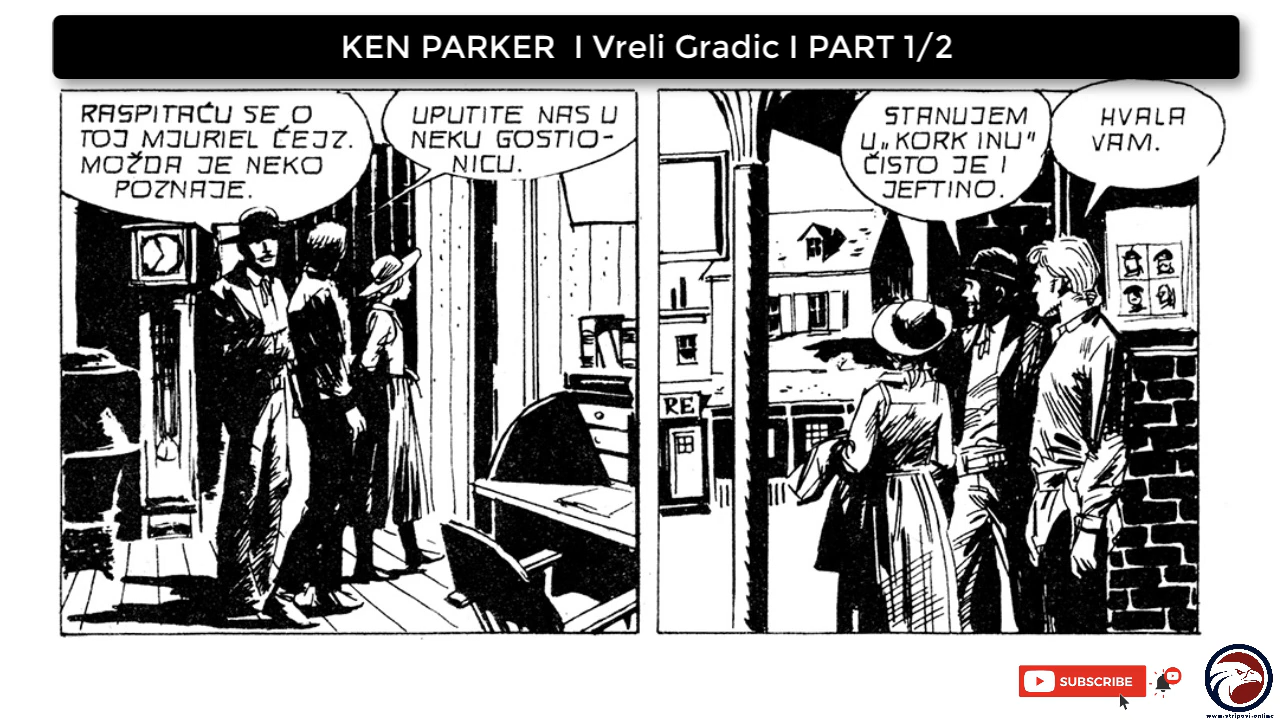 KEN PARKER I Vreli Gradic I PART 1/2
RASPITAĆU SE O
TOJ MJURIEL ČEJZ.
MOŽDA JE NEKO
POZNAJE.
UPUTITE NAS U
NEKU GOSTIO-
NICU.
STANUJEM
U „KORK INU“
ČISTO JE I
JEFTINO.
HVALA
VAM.
RE
SUBSCRIBE